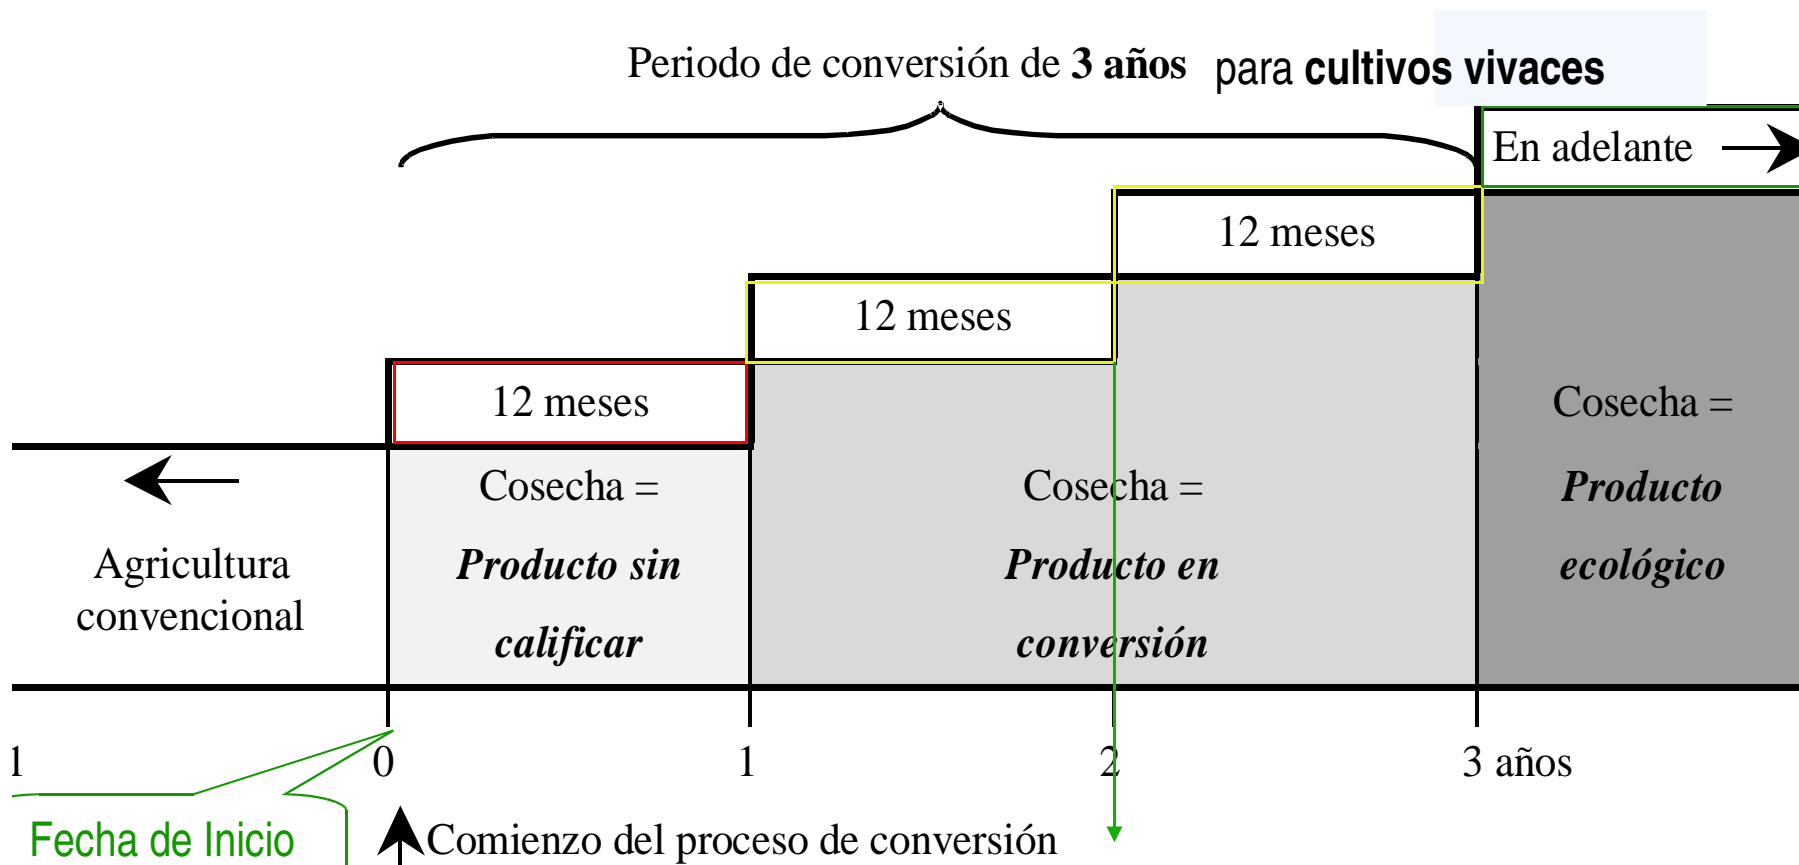 Periodo de conversión de 3 años para cultivos vivaces
En adelante
12 meses
12 meses
12 meses
Agricultura
convencional
Cosecha =
Producto sin
calificar
Cosecha =
Producto en
conversión
Cosecha =
Producto
ecológico
1 0 1 2 3 años
Fecha de Inicio
Comienzo del proceso de conversión